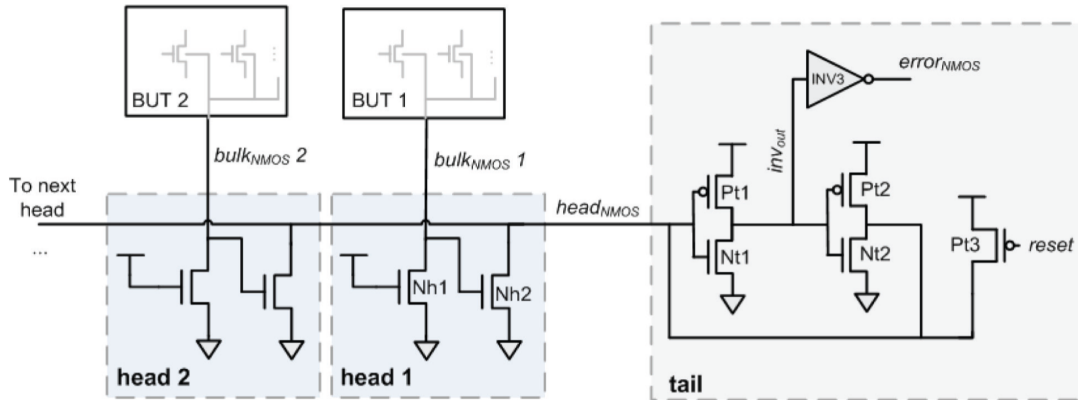 BUT 2
BUT 1
INV3
error_NMOS
bulk_NMOS 2
bulk_NMOS 1
inv_out
To next
head
...
head_NMOS
Pt1
Pt2
Nt1
Nt2
Pt3
reset
Nh1
Nh2
head 2
head 1
tail